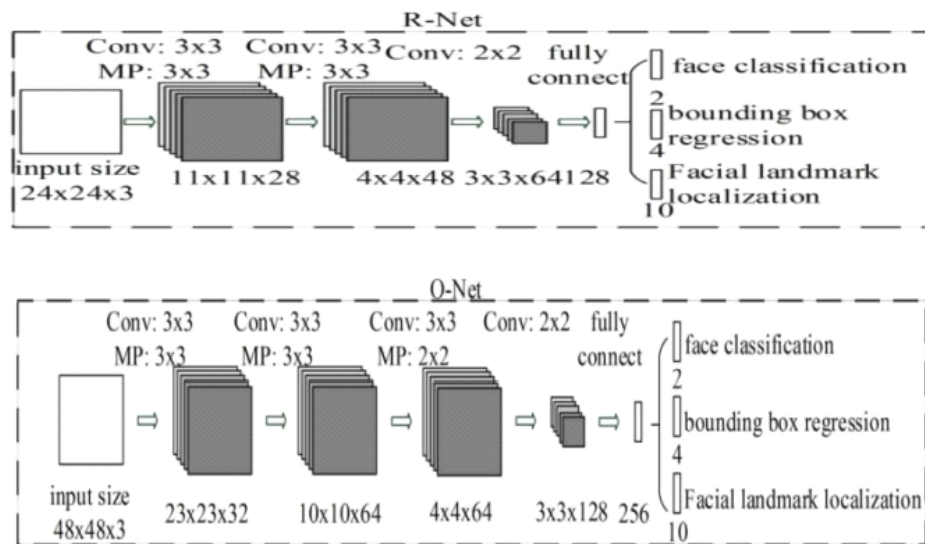 R-Net
Conv: 3x3 Conv: 3x3 Conv: 2x2 fully
MP: 3x3 MP: 3x3 connect
face classification
2
bounding box
regression
4
Facial landmark
localization
10
input size
24x24x3
11x11x28 4x4x48 3x3x64 128
O-Net
Conv: 3x3 Conv: 3x3 Conv: 3x3 Conv: 2x2 fully
MP: 3x3 MP: 3x3 MP: 2x2 connect
face classification
2
bounding box regression
4
Facial landmark localization
10
input size
48x48x3
23x23x32 10x10x64 4x4x64 3x3x128 256